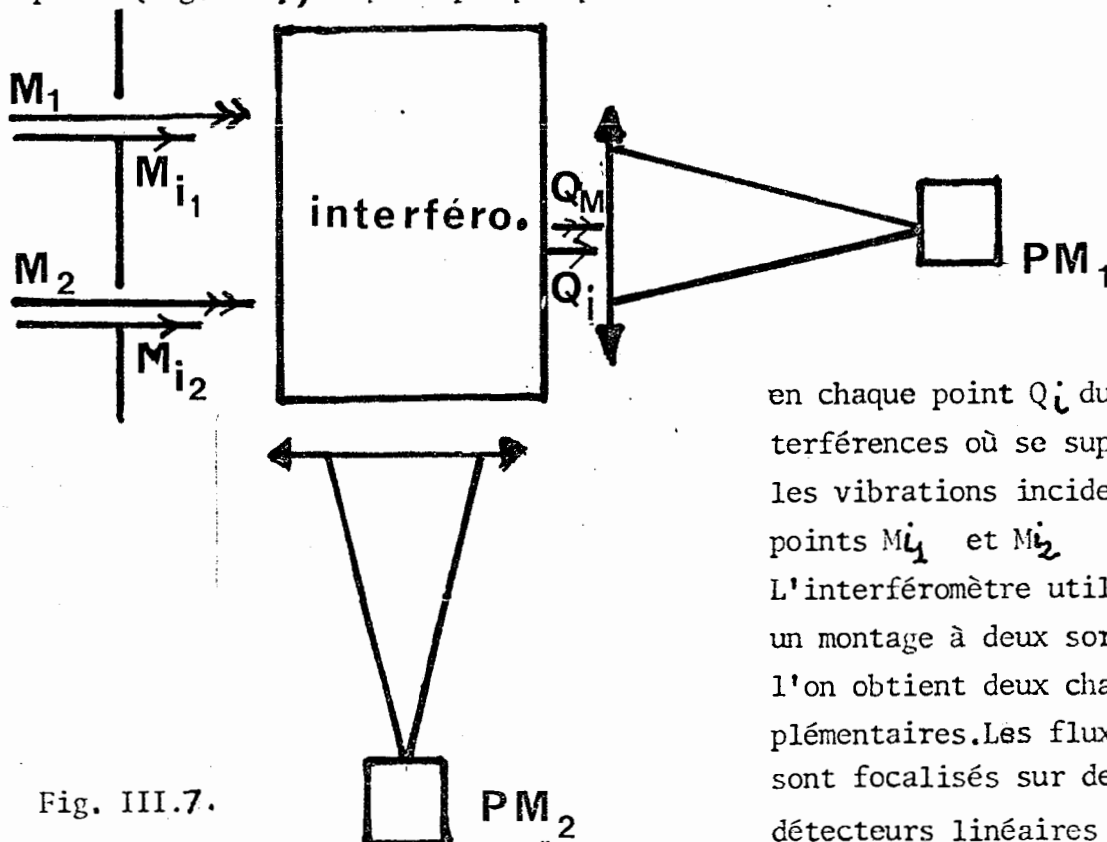 M1
Mi1
M2
Mi2
interféro.
QM
Qi
PM1
PM2
Fig. III.7.
en chaque point Qi du
terférences où se sup
les vibrations incide
points Mi1 et Mi2
L'interféromètre util
un montage à deux sor
l'on obtient deux cha
plémentaires.Les flux
sont focalisés sur de
détecteurs linéaires